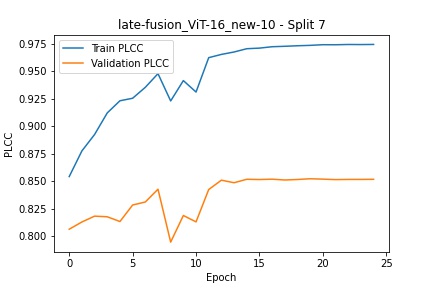 late-fusion_ViT-16_new-10 - Split 7
Train PLCC
Validation PLCC
0.975
0.950
0.925
0.900
0.875
0.850
0.825
0.800
PLCC
0 5 10 15 20 25
Epoch